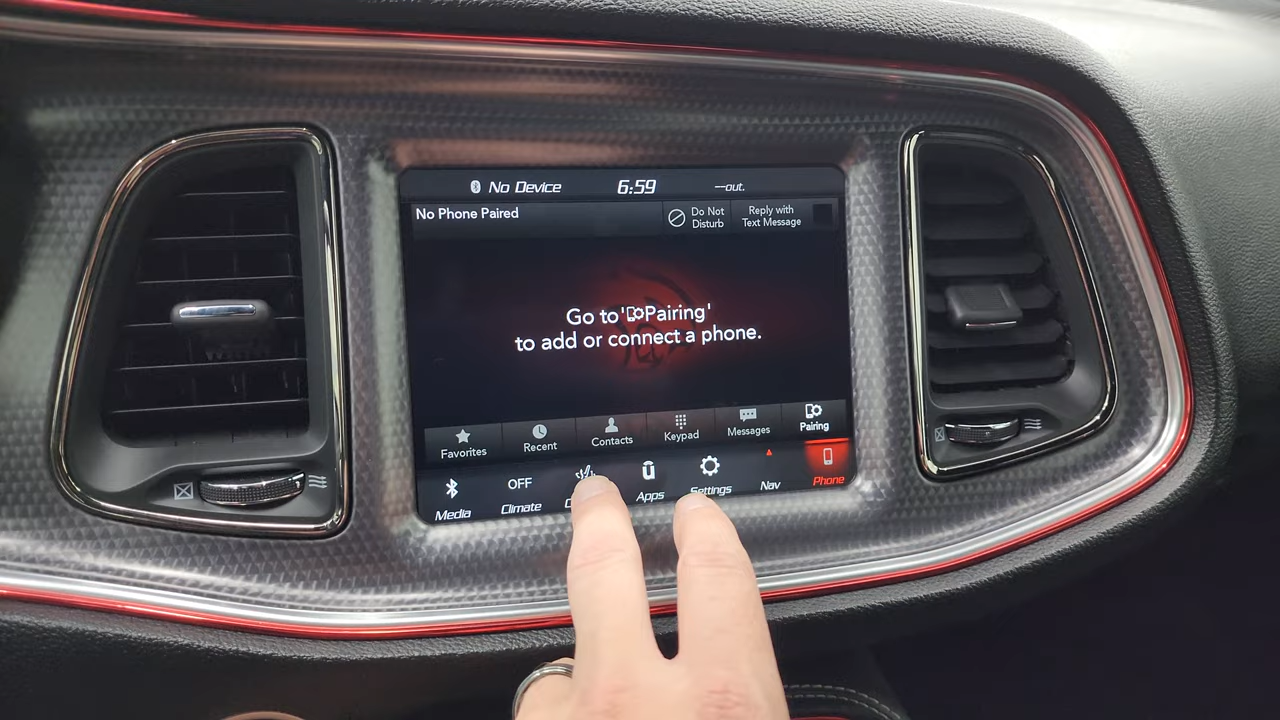 No Device 6:59 --out.
No Phone Paired
Do Not
Disturb
Reply with
Text Message
Go to 'Pairing'
to add or connect a phone.
Favorites Recent Contacts Keypad Messages Pairing
OFF
Media Climate Apps Settings Nav Phone